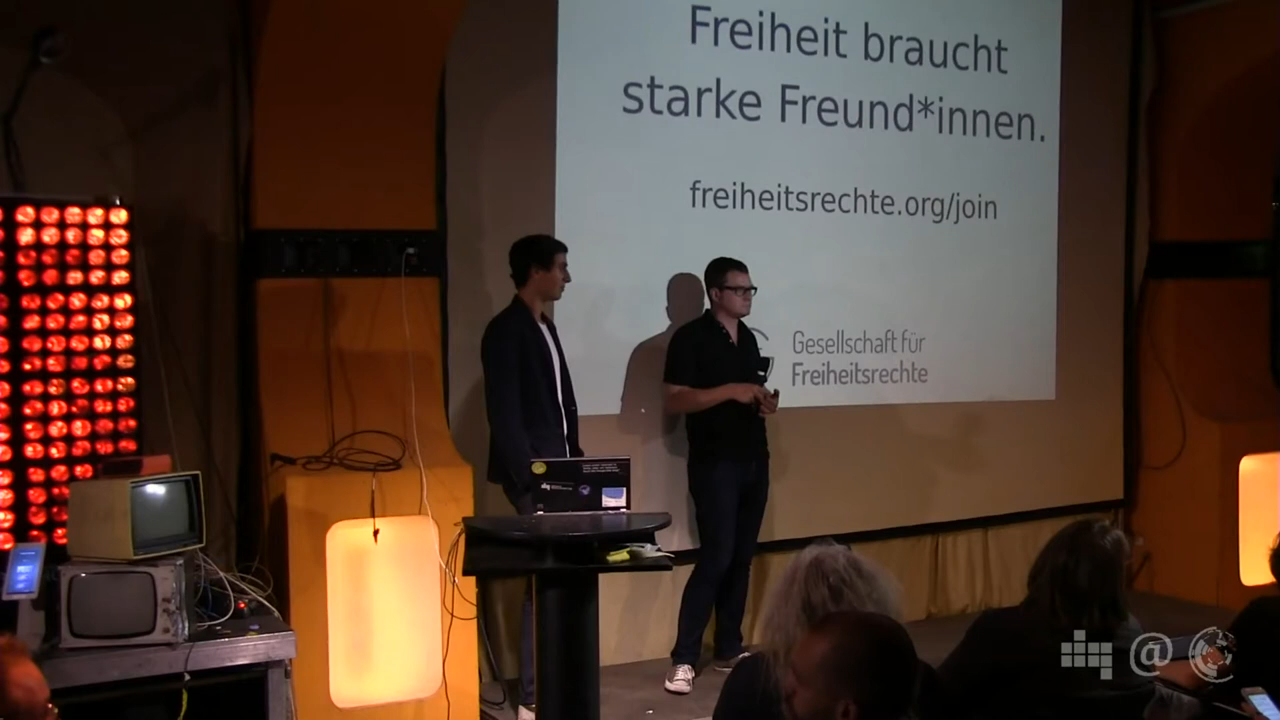 Freiheit braucht
starke Freund*innen.
freiheitsrechte.org/join
Gesellschaft für
Freiheitsrechte
@